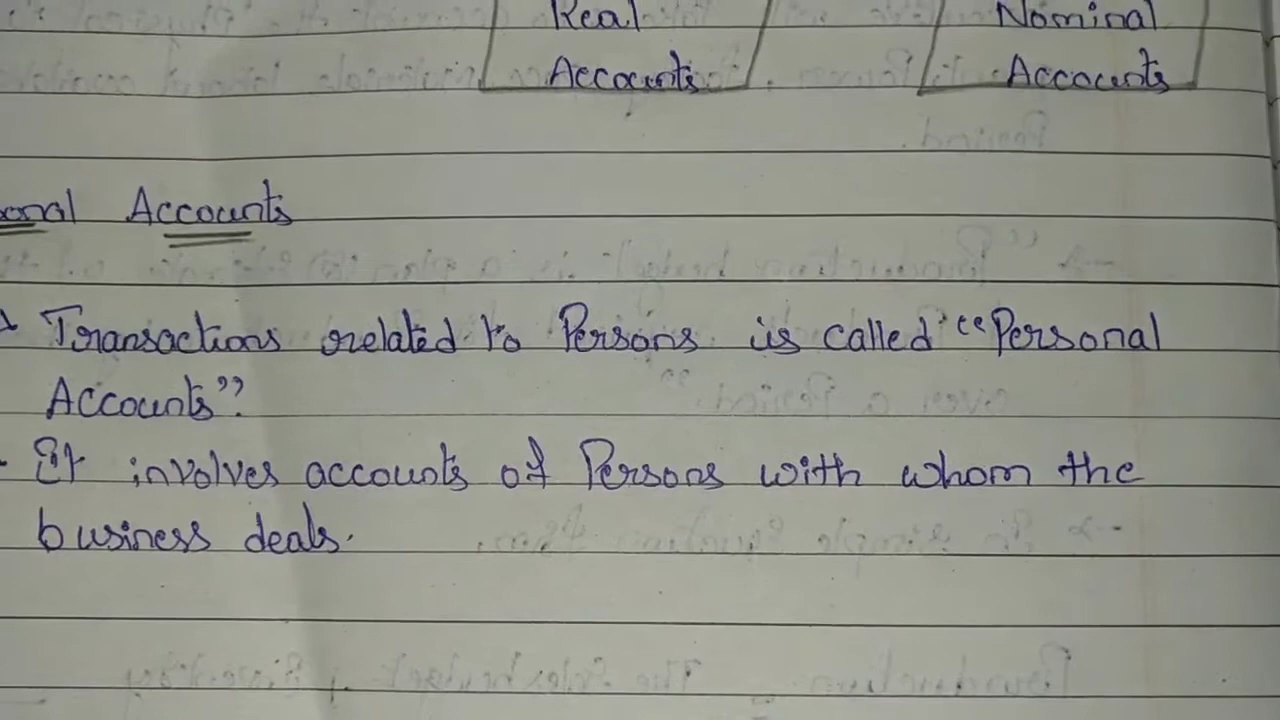 Real Nominal
Accounts Accounts
onal Accounts
Transactions related to Persons is called "Personal
Accounts".
It involves accounts of Persons with whom the
business deals.